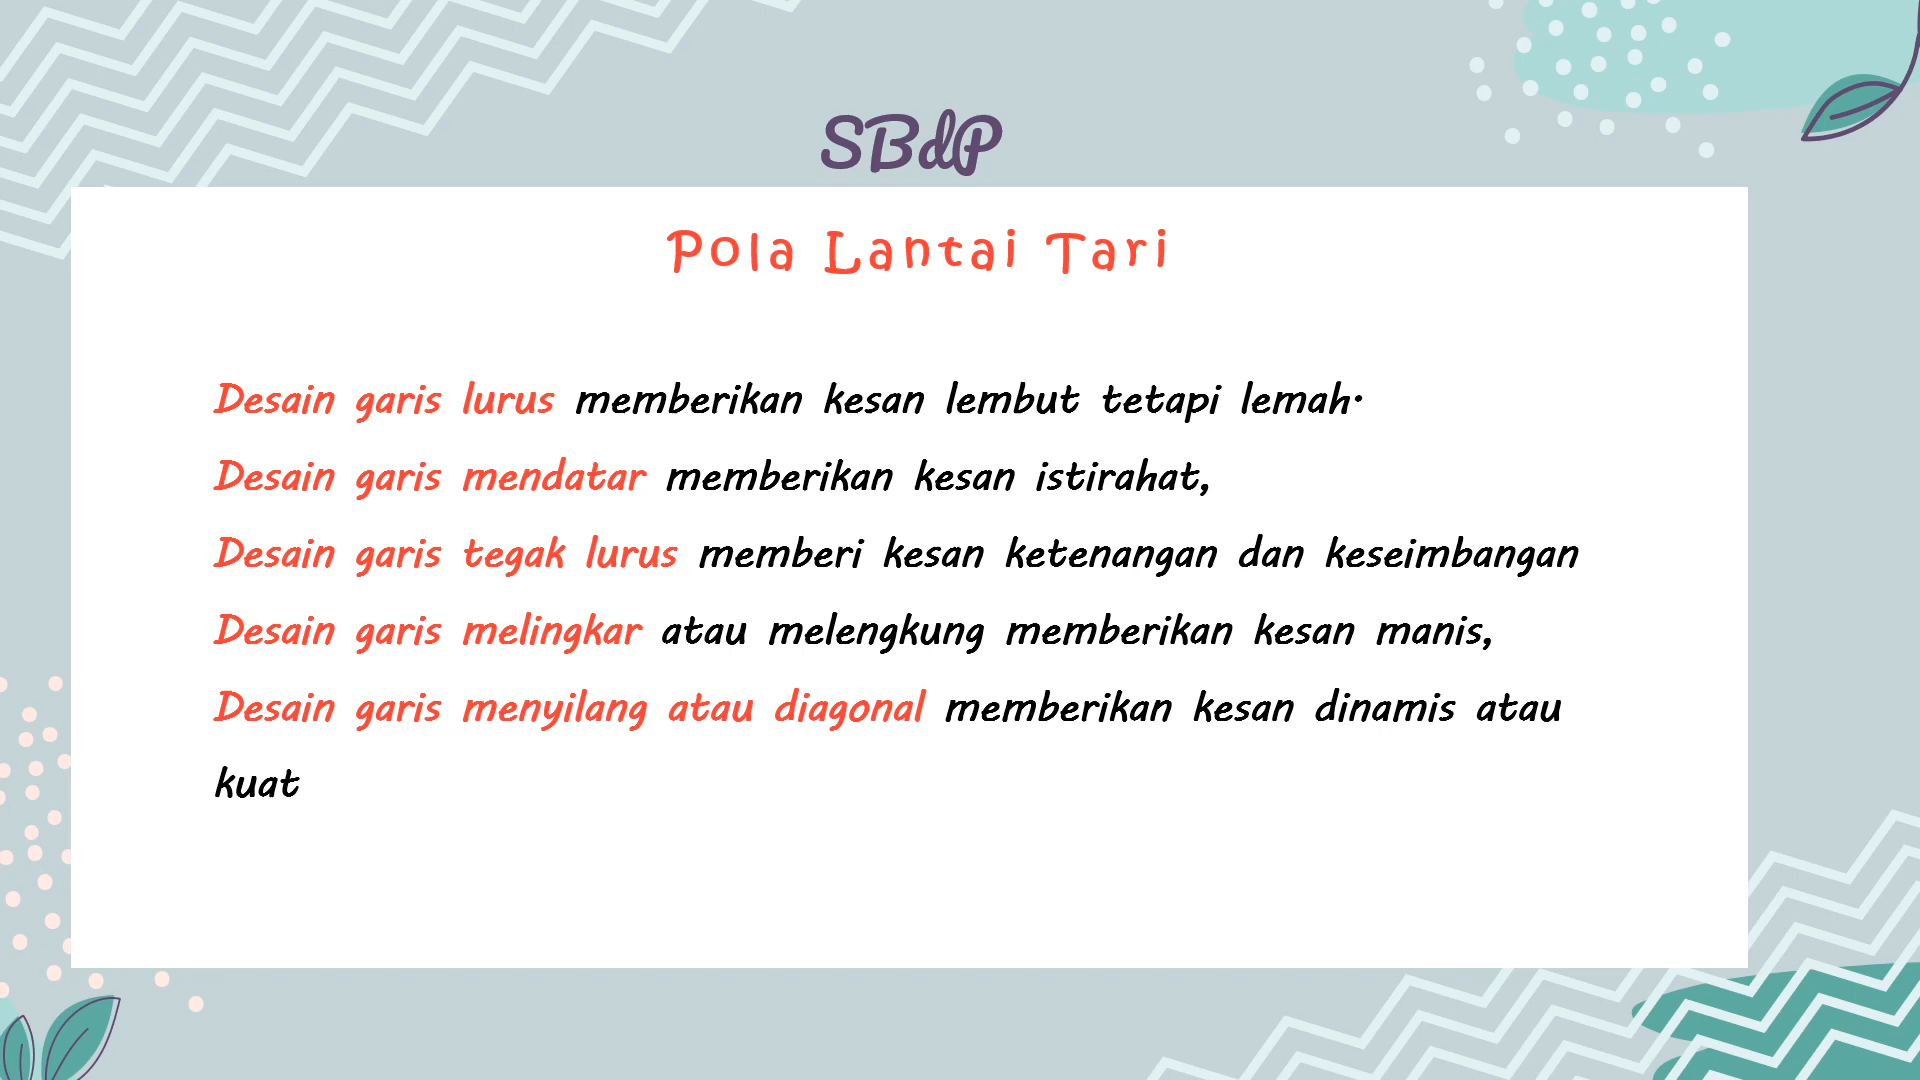 SBdP
Pola Lantai Tari
Desain garis lurus memberikan kesan lembut tetapi lemah.
Desain garis mendatar memberikan kesan istirahat,
Desain garis tegak lurus memberi kesan ketenangan dan keseimbangan
Desain garis melingkar atau melengkung memberikan kesan manis,
Desain garis menyilang atau diagonal memberikan kesan dinamis atau
kuat